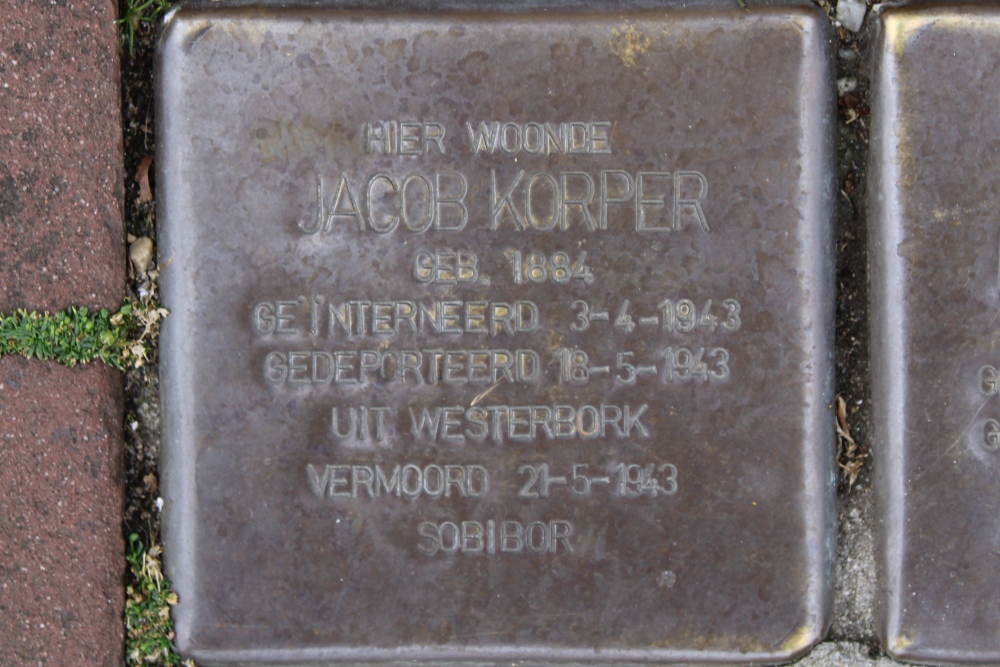 HIER WOONDE
JACOB KORPER
GEB. 1884
GEÏNTERNEERD 3-4-1943
GEDEPORTEERD 18-5-1943
UIT WESTERBORK
VERMOORD 21-5-1943
SOBIBOR